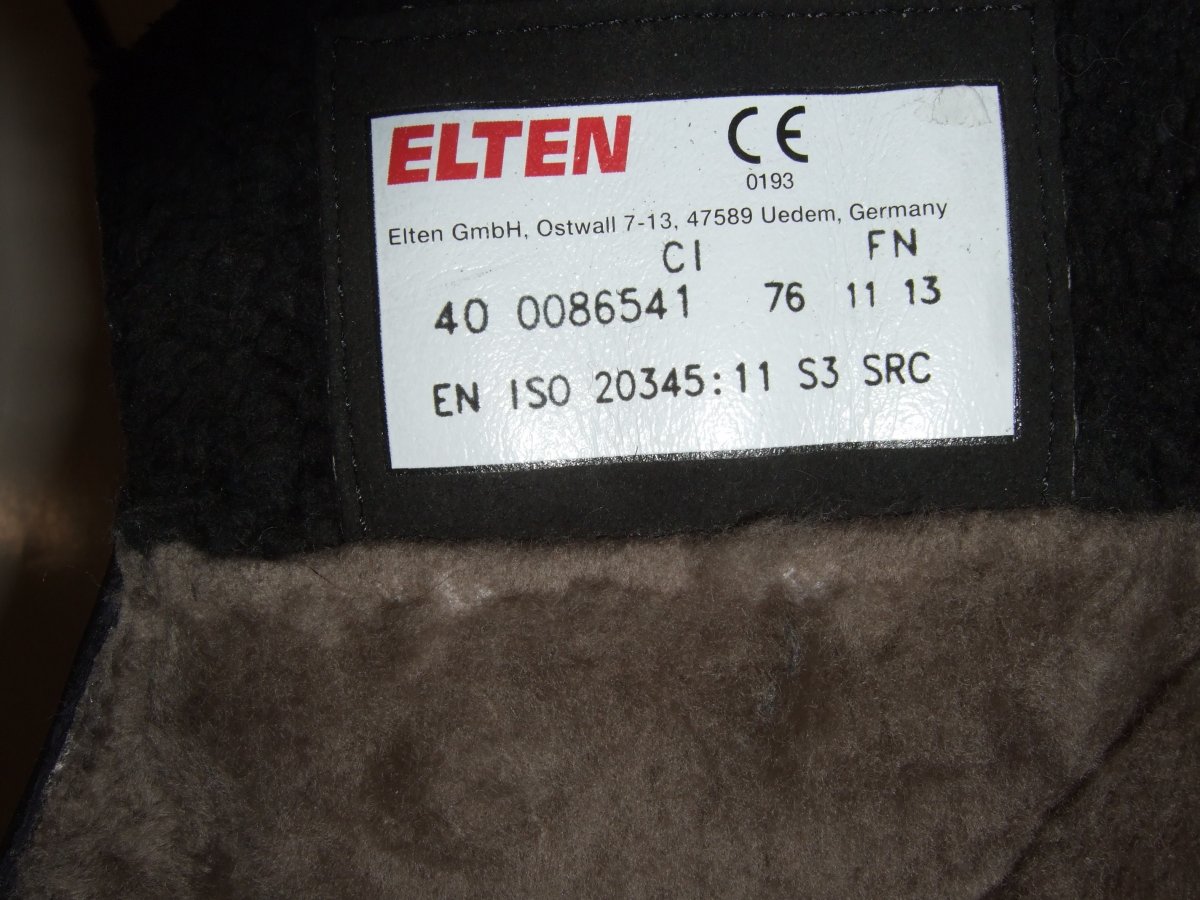 ELTEN CE
0193
Elten GmbH, Ostwall 7-13, 47589 Uedem, Germany
CI FN
40 0086541 76 11 13
EN ISO 20345:11 S3 SRC